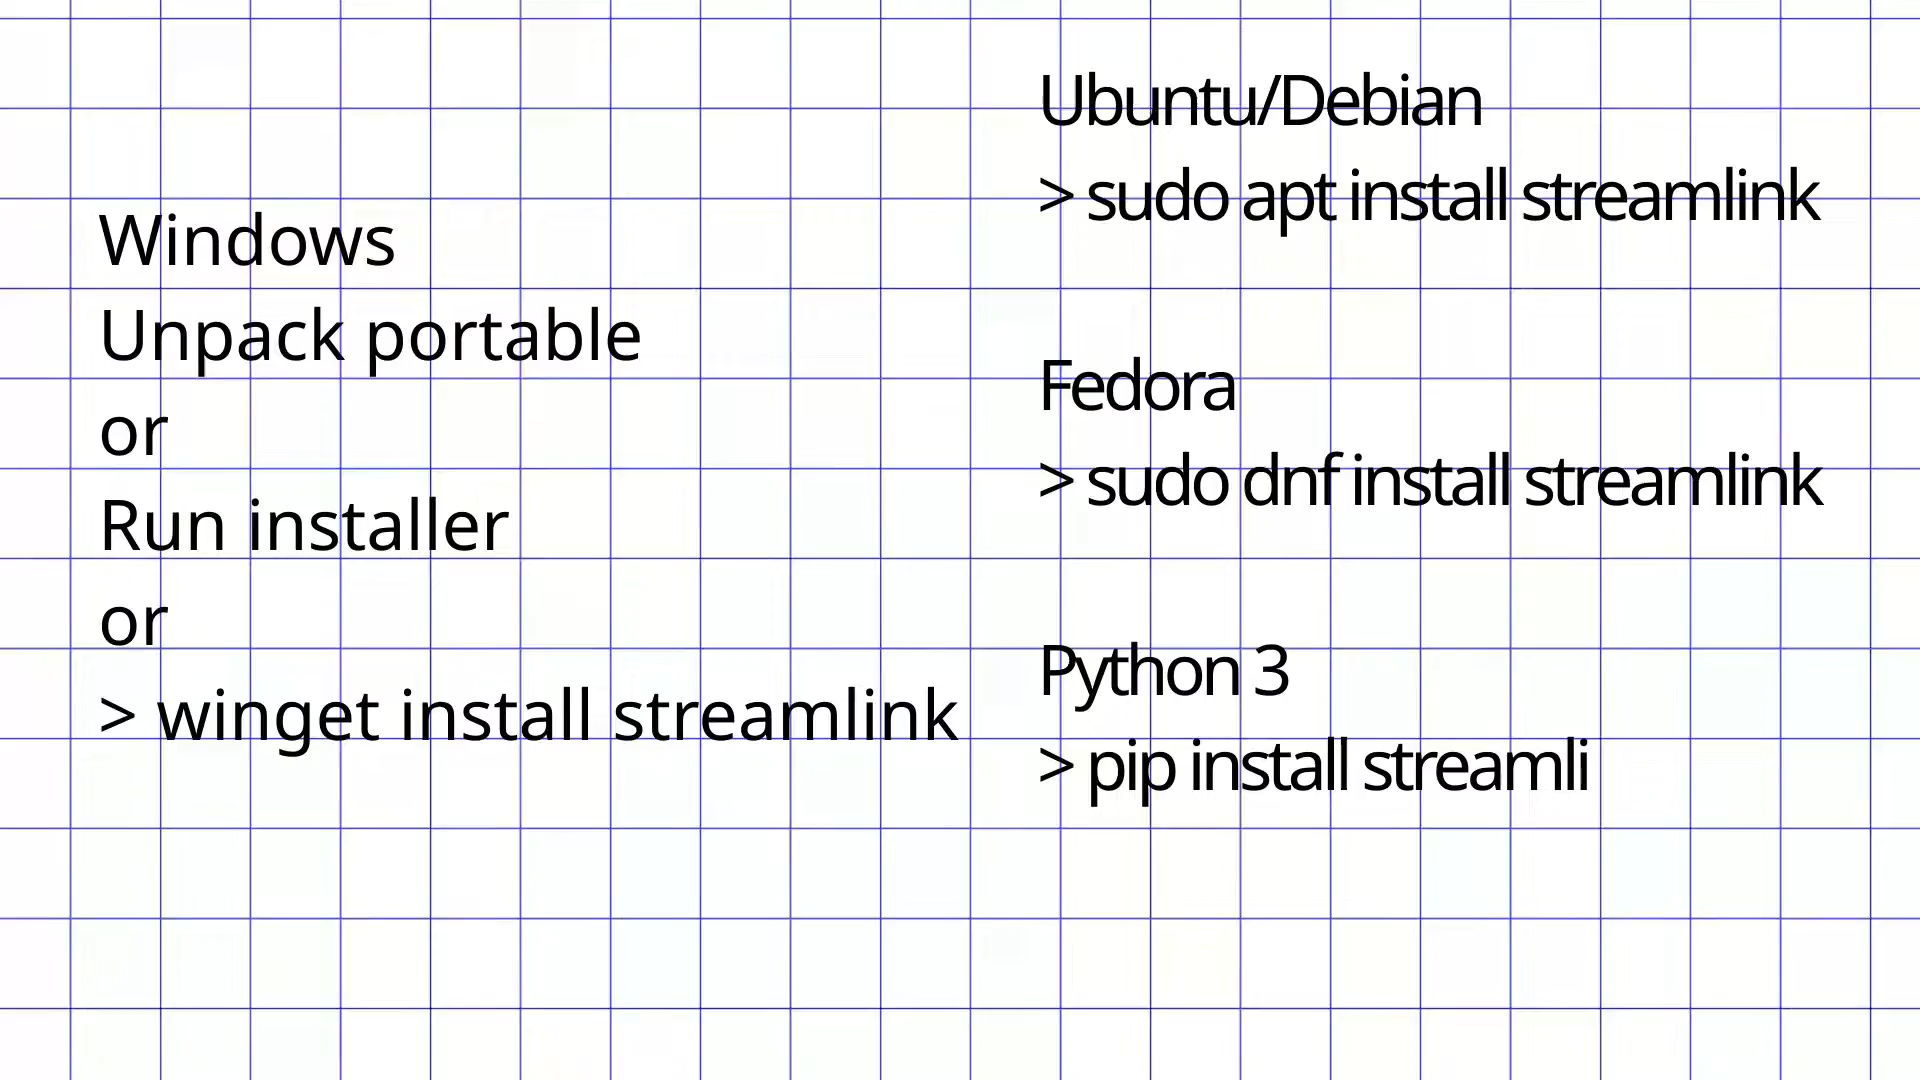 Windows
Unpack portable
or
Run installer
or
> winget install streamlink
Ubuntu/Debian
> sudo apt install streamlink
Fedora
> sudo dnf install streamlink
Python 3
> pip install streamli